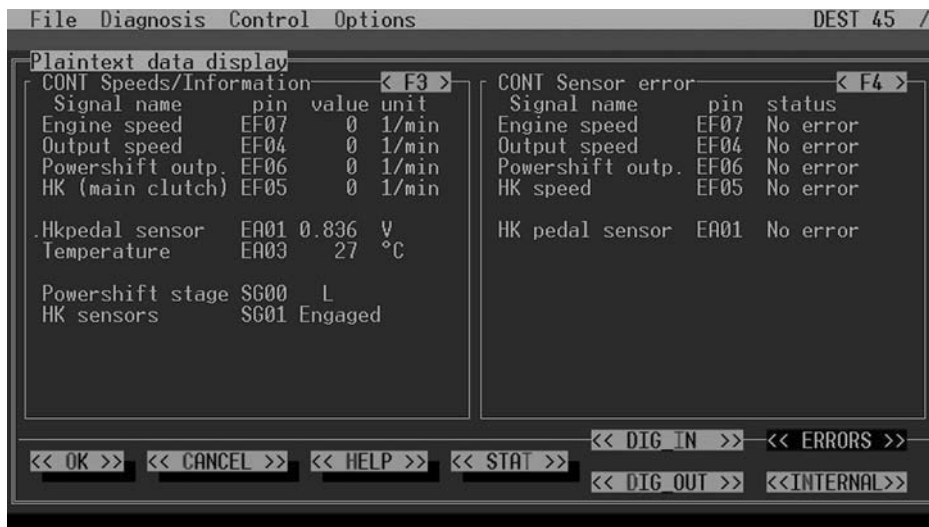 File Diagnosis Control Options DEST 45 /
Plaintext data display
CONT Speeds/Information < F3 >
Signal name pin value unit
Engine speed EF07 0 1/min
Output speed EF04 0 1/min
Powershift outp. EF06 0 1/min
HK (main clutch) EF05 0 1/min
.Hkpedal sensor EA01 0.836 V
Temperature EA03 27 °C
Powershift stage SG00 L
HK sensors SG01 Engaged
CONT Sensor error < F4 >
Signal name pin status
Engine speed EF07 No error
Output speed EF04 No error
Powershift outp. EF06 No error
HK speed EF05 No error
HK pedal sensor EA01 No error
<< OK >> << CANCEL >> << HELP >> << STAT >>
<< DIG_IN >> << ERRORS >>
<< DIG_OUT >> <<INTERNAL>>